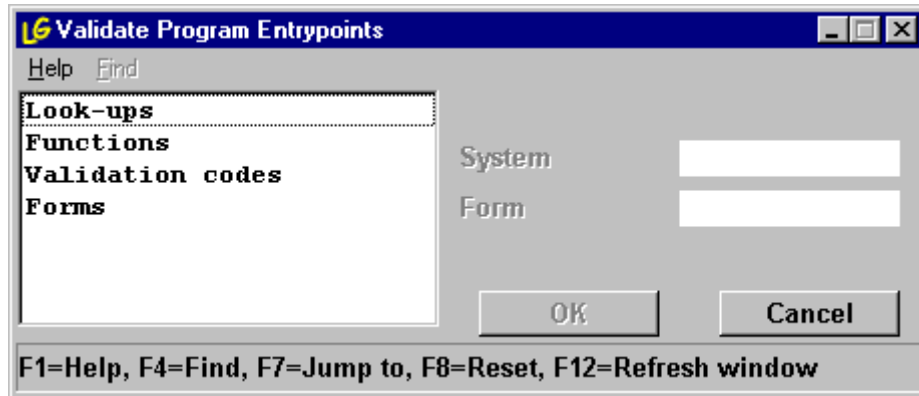 LG Validate Program Entrypoints
Help Find
Look-ups
Functions
Validation codes
Forms
System
Form
OK Cancel
F1=Help, F4=Find, F7=Jump to, F8=Reset, F12=Refresh window